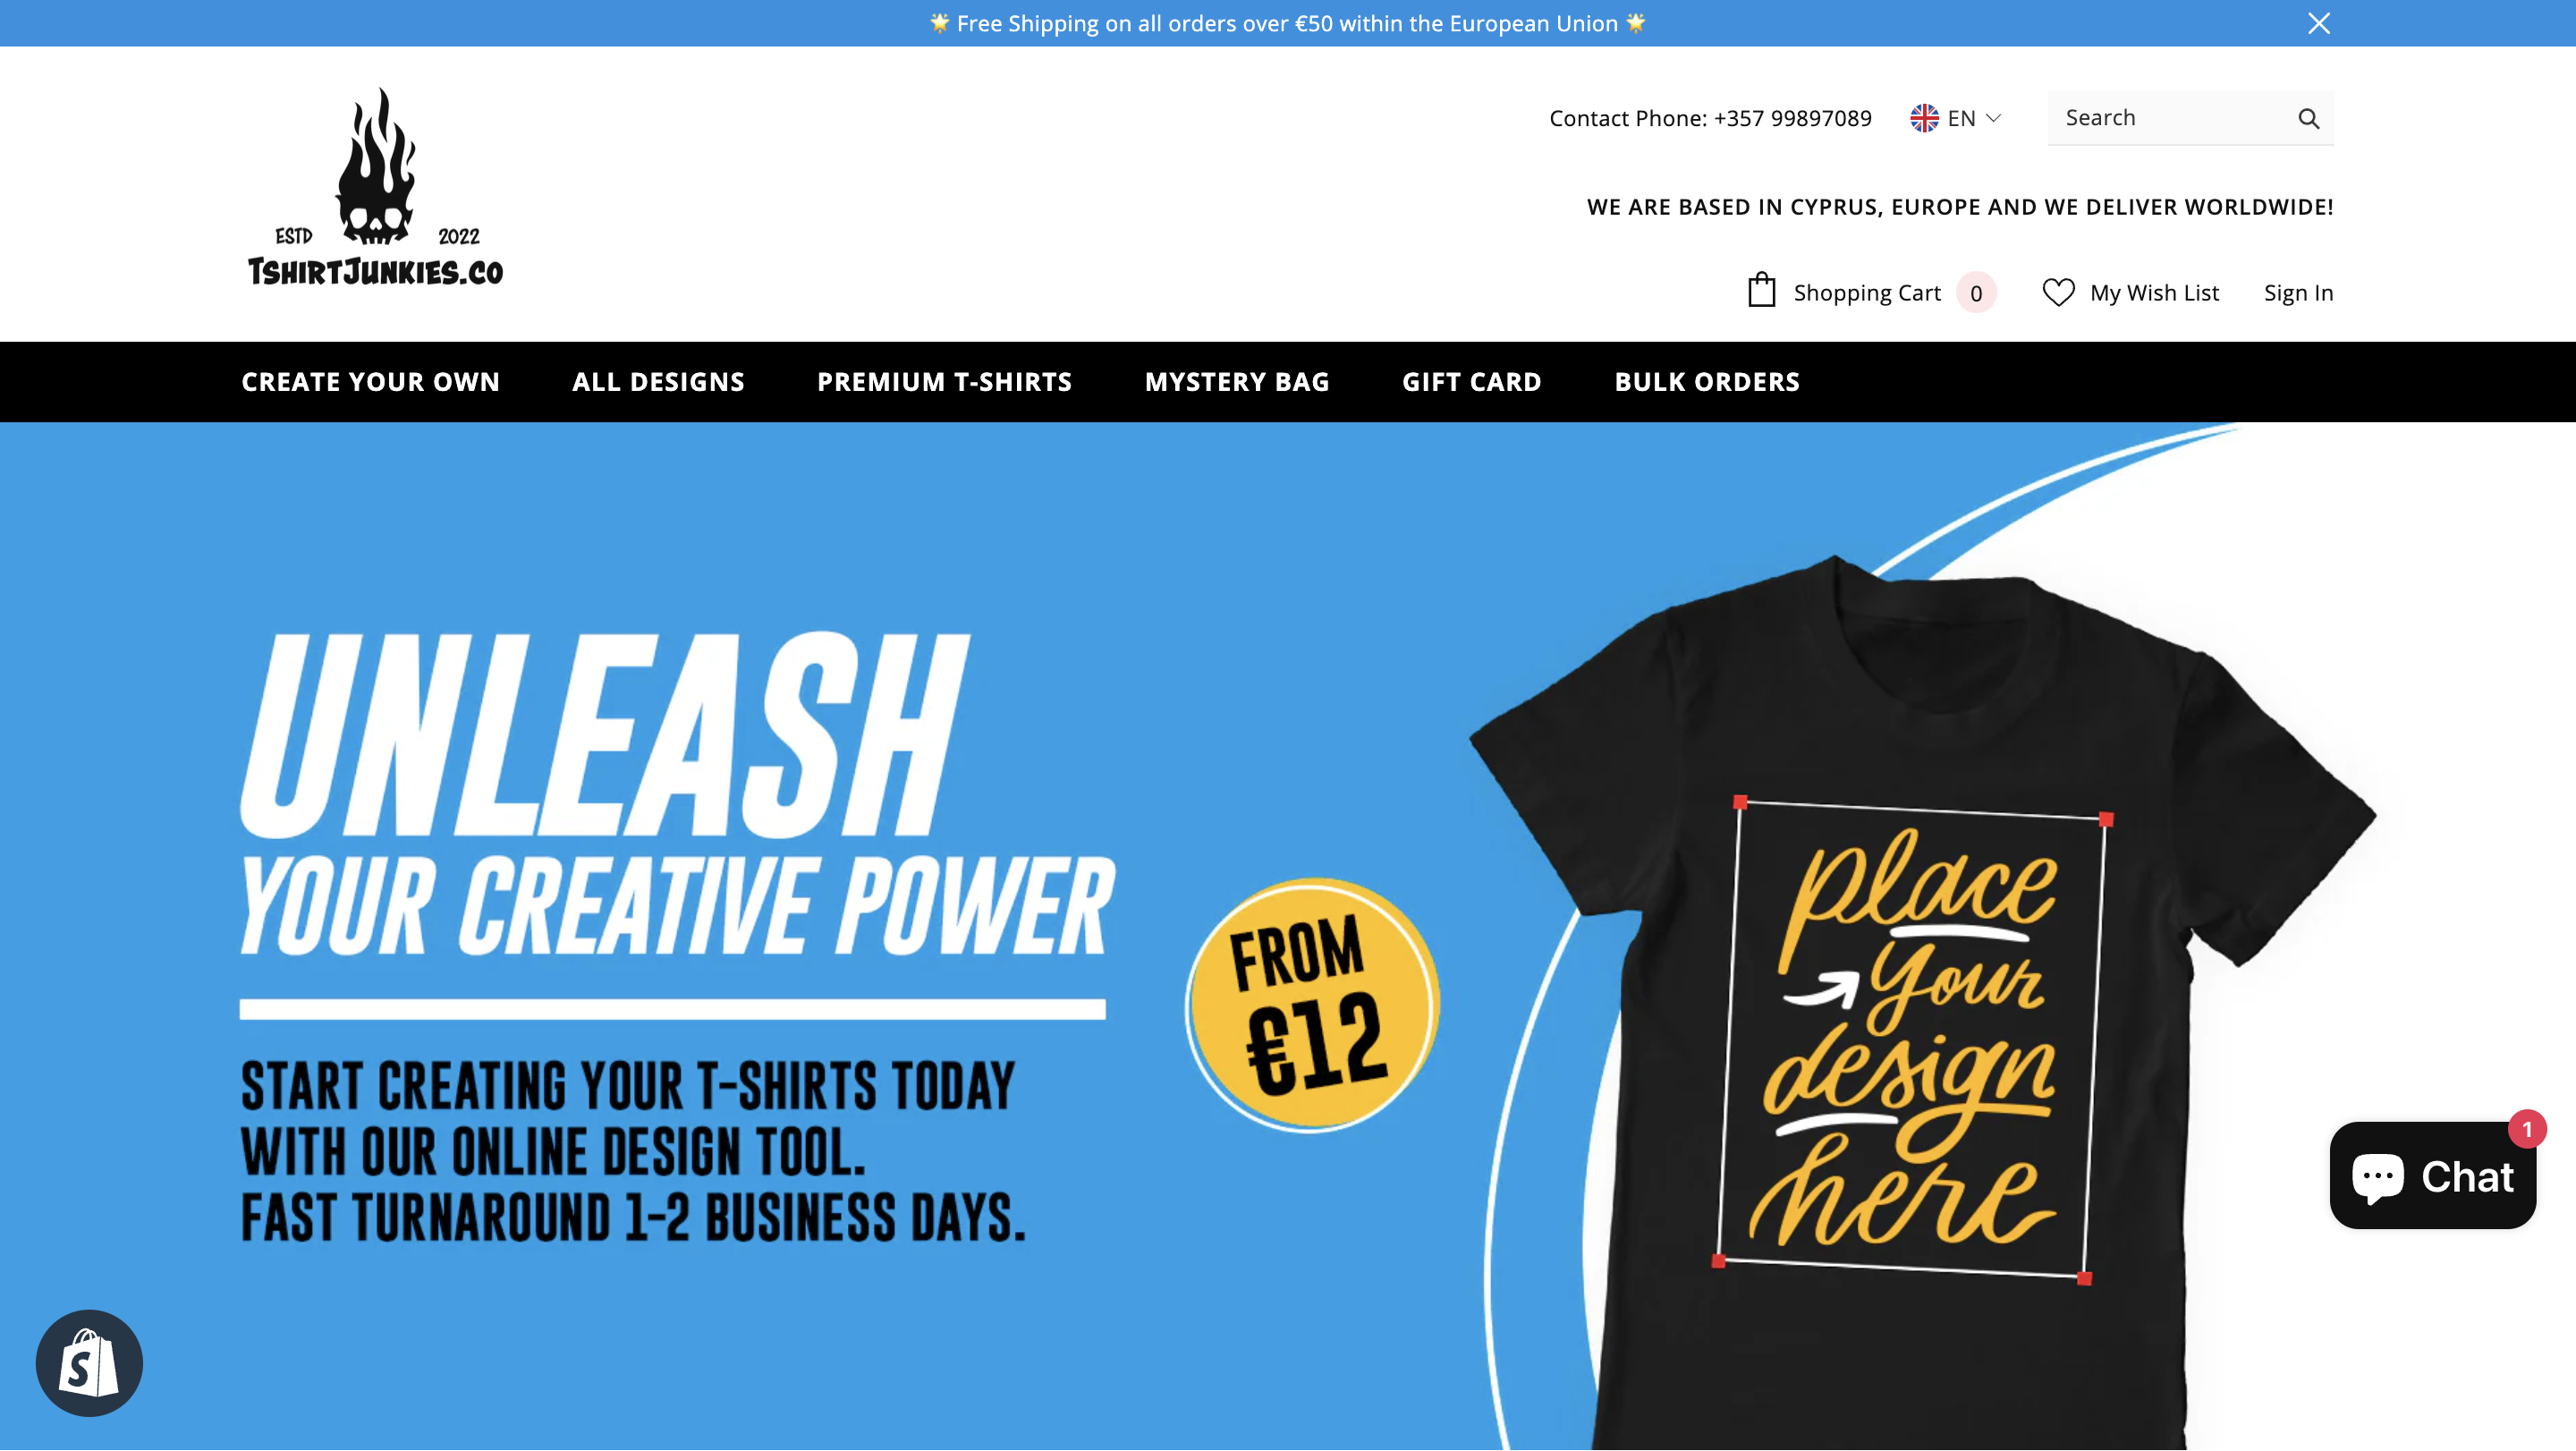 🌟 Free Shipping on all orders over €50 within the European Union 🌟
Contact Phone: +357 99897089
EN
Search
WE ARE BASED IN CYPRUS, EUROPE AND WE DELIVER WORLDWIDE!
ESTD 2022
TSHIRTJUNKIES.CO
Shopping Cart 0
My Wish List
Sign In
CREATE YOUR OWN
ALL DESIGNS
PREMIUM T-SHIRTS
MYSTERY BAG
GIFT CARD
BULK ORDERS
UNLEASH
YOUR CREATIVE POWER
START CREATING YOUR T-SHIRTS TODAY
WITH OUR ONLINE DESIGN TOOL.
FAST TURNAROUND 1-2 BUSINESS DAYS.
FROM
€12
place
your
design
here
1
Chat
S